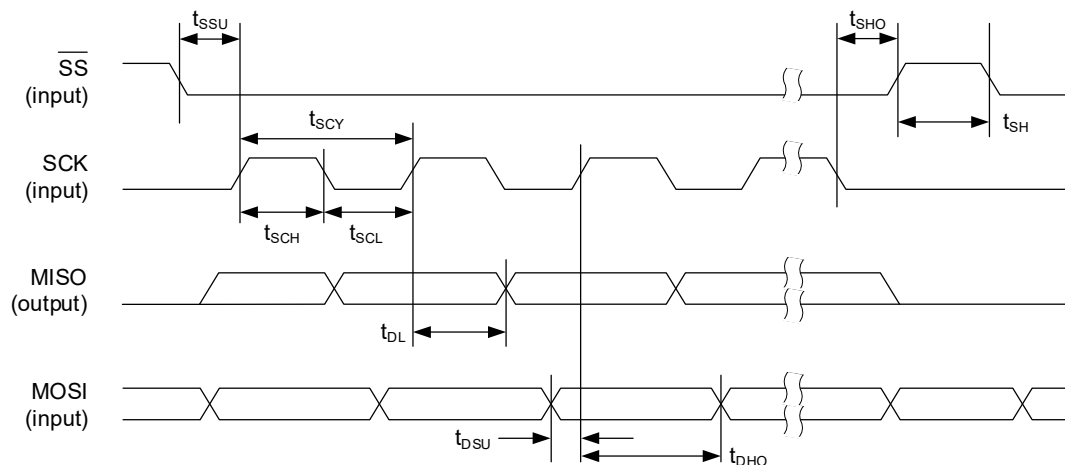 tSSU
tSHO
SS
(input)
tSCY
tSH
SCK
(input)
tSCH
tSCL
MISO
(output)
tDL
MOSI
(input)
tDSU
tDHO